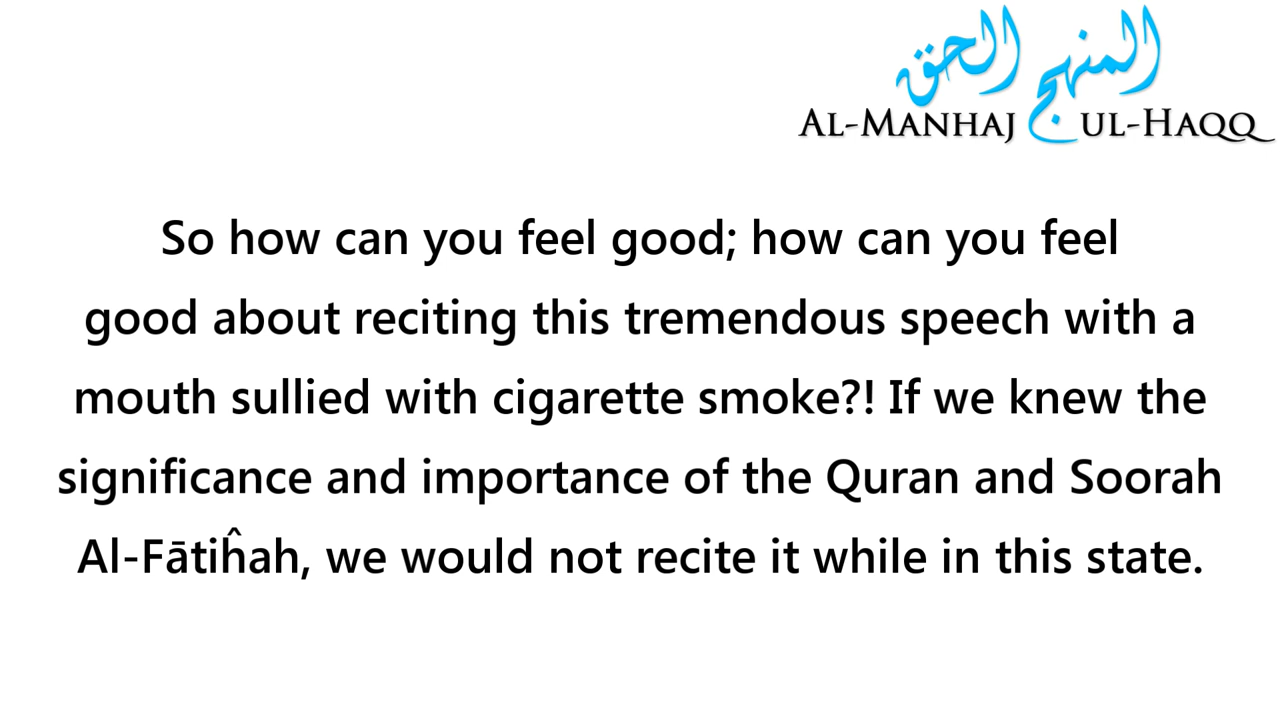 المنهج الحق
AL-MANHAJ UL-HAQQ
So how can you feel good; how can you feel
good about reciting this tremendous speech with a
mouth sullied with cigarette smoke?! If we knew the
significance and importance of the Quran and Soorah
Al-Fātiĥah, we would not recite it while in this state.